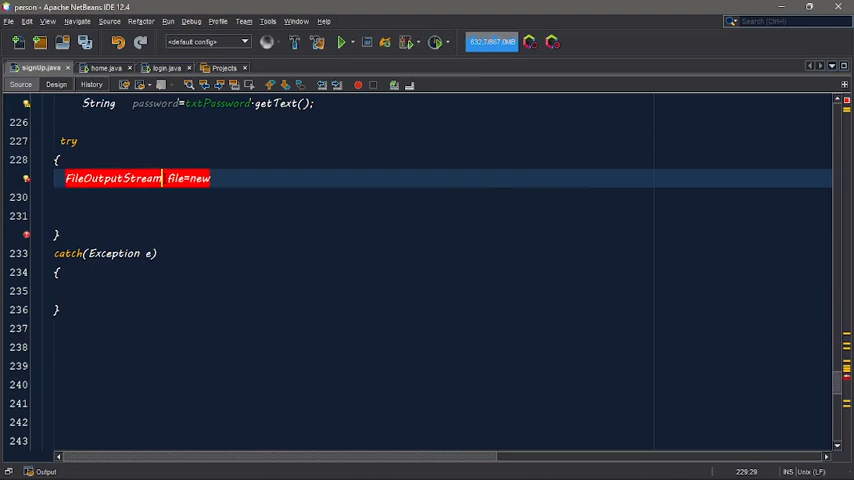 person - Apache NetBeans IDE 12.4
File Edit View Navigate Source Refactor Run Debug Profile Team Tools Window Help
Search (Ctrl+I)
<default config>
632.7/867.0MB
signUp.java home.java login.java Projects
Source Design History
String password=txtPassword.getText();
226
227 try
228 {
FileOutputStream file=new
230
231
}
233 catch(Exception e)
234 {
235
236 }
237
238
239
240
241
242
243
Output
229:29 INS Unix (LF)